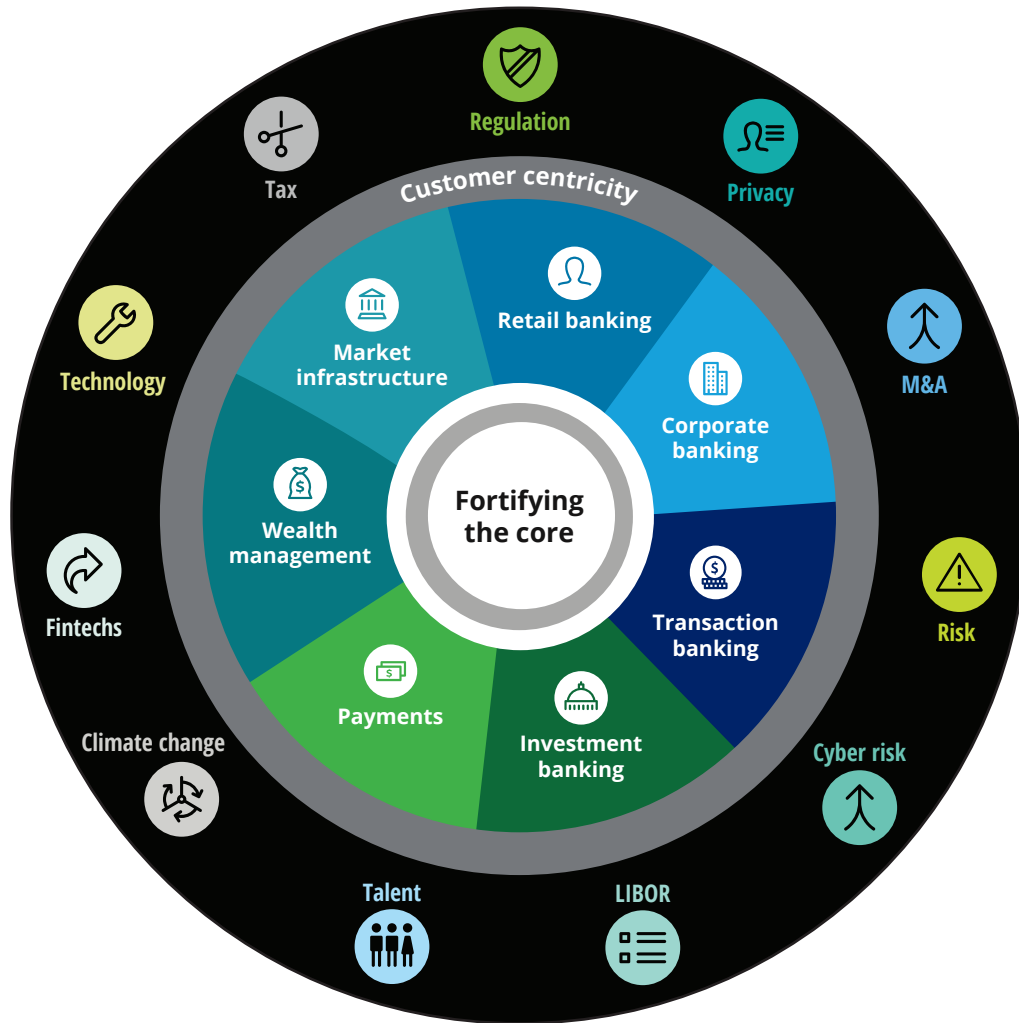 Regulation
Privacy
M&A
Risk
Cyber risk
LIBOR
Talent
Climate change
Fintechs
Technology
Tax
Customer centricity
Retail banking
Corporate
banking
Transaction
banking
Investment
banking
Payments
Wealth
management
Market
infrastructure
Fortifying
the core